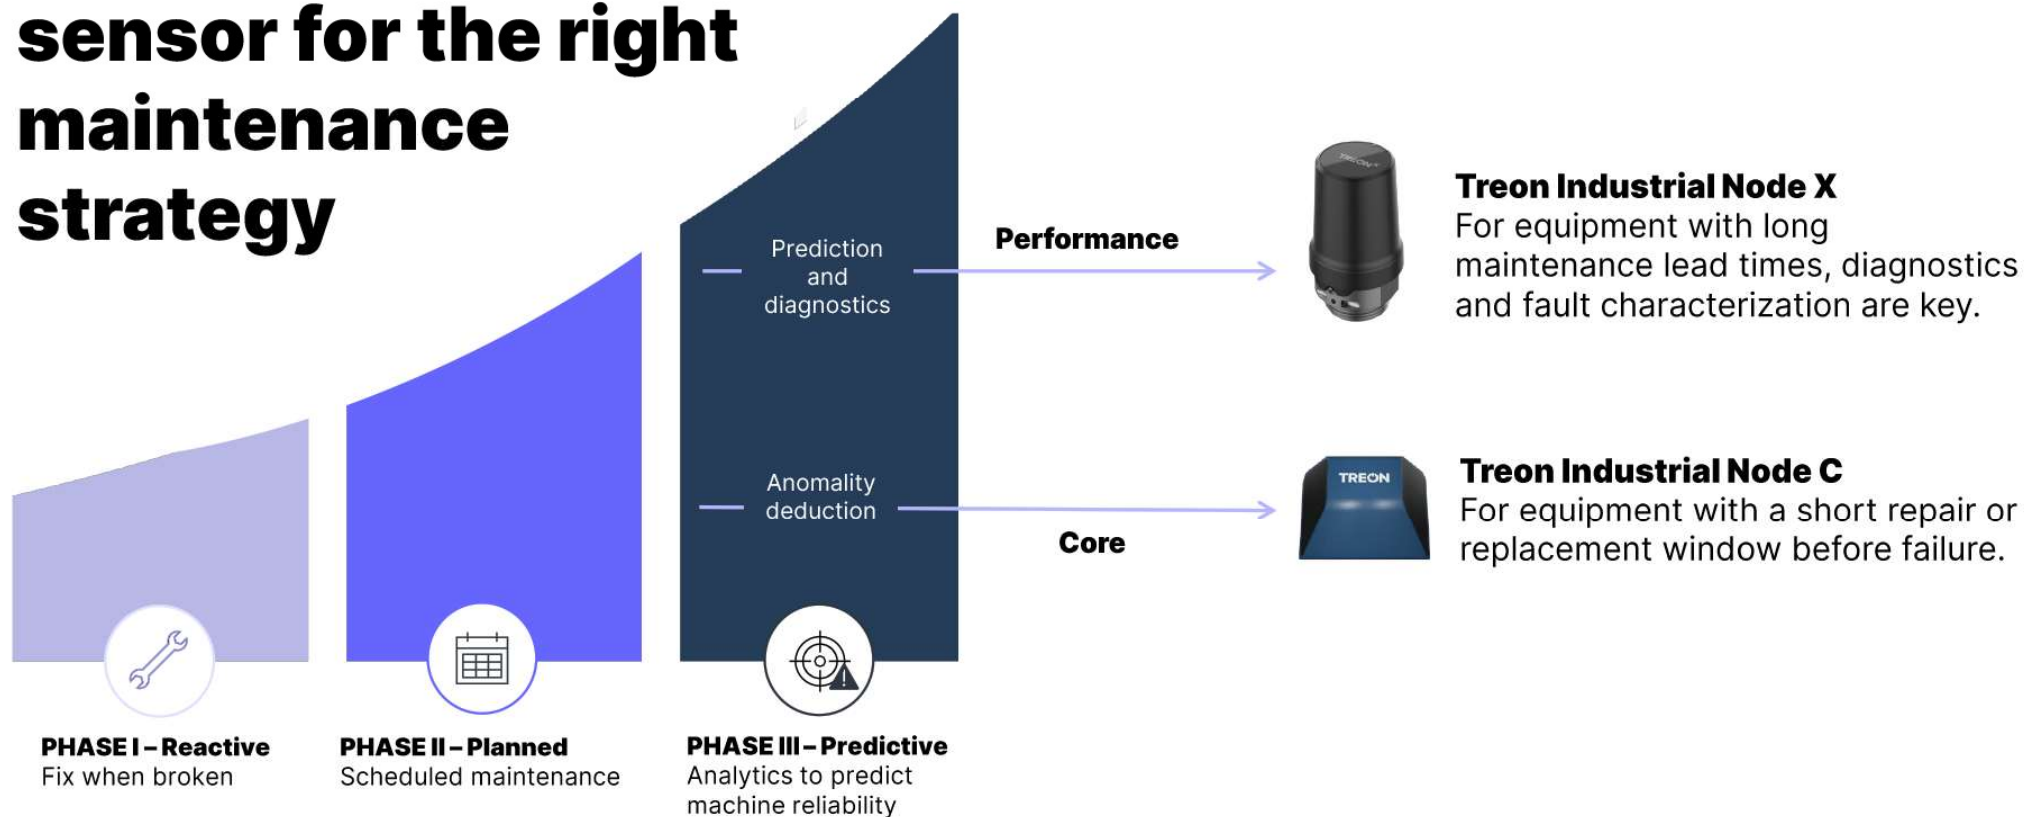 sensor for the right
maintenance
strategy
Prediction
and
diagnostics
Performance
TREON X
Treon Industrial Node X
For equipment with long
maintenance lead times, diagnostics
and fault characterization are key.
Anomality
deduction
Core
TREON
Treon Industrial Node C
For equipment with a short repair or
replacement window before failure.
PHASE I – Reactive
Fix when broken
PHASE II – Planned
Scheduled maintenance
PHASE III – Predictive
Analytics to predict
machine reliability